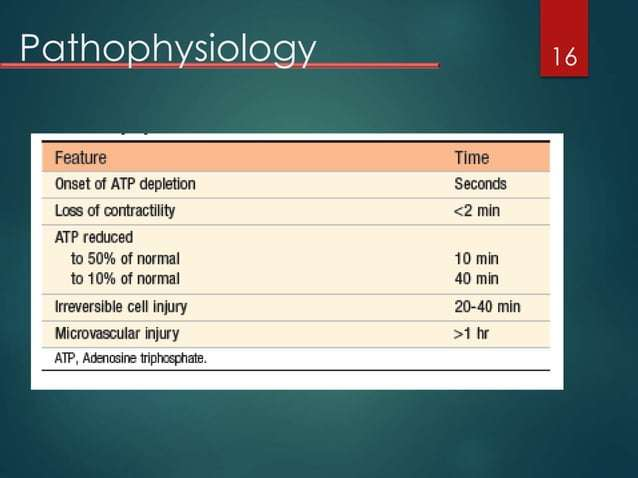 Pathophysiology
16
Feature Time
Onset of ATP depletion Seconds
Loss of contractility <2 min
ATP reduced
to 50% of normal 10 min
to 10% of normal 40 min
Irreversible cell injury 20-40 min
Microvascular injury >1 hr
ATP, Adenosine triphosphate.